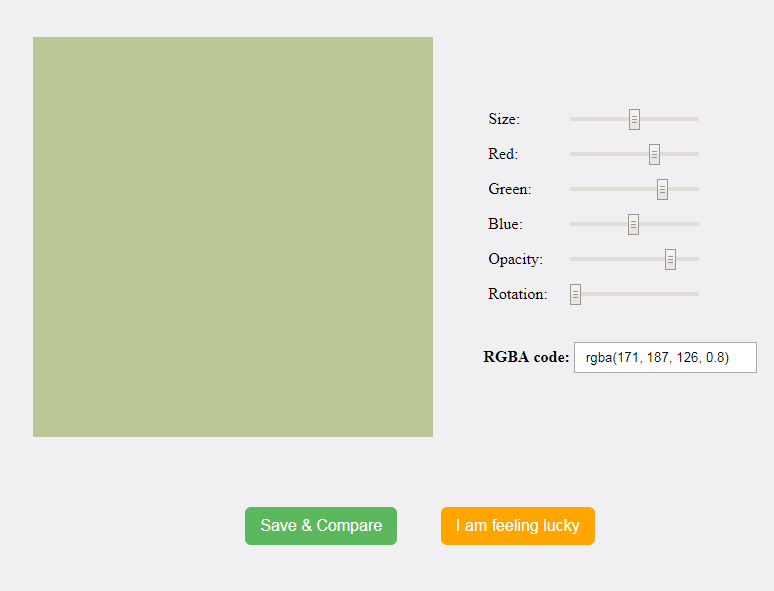 Size:
Red:
Green:
Blue:
Opacity:
Rotation:
RGBA code: rgba(171, 187, 126, 0.8)
Save & Compare I am feeling lucky